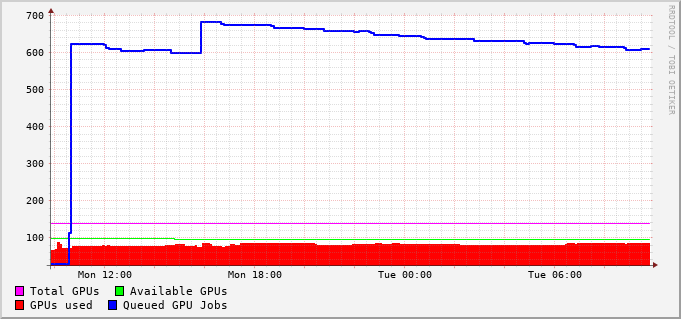 700
600
500
400
300
200
100
Mon 12:00 Mon 18:00 Tue 00:00 Tue 06:00
Total GPUs Available GPUs
GPUs used Queued GPU Jobs
RRDTOOL / TOBI OETIKER